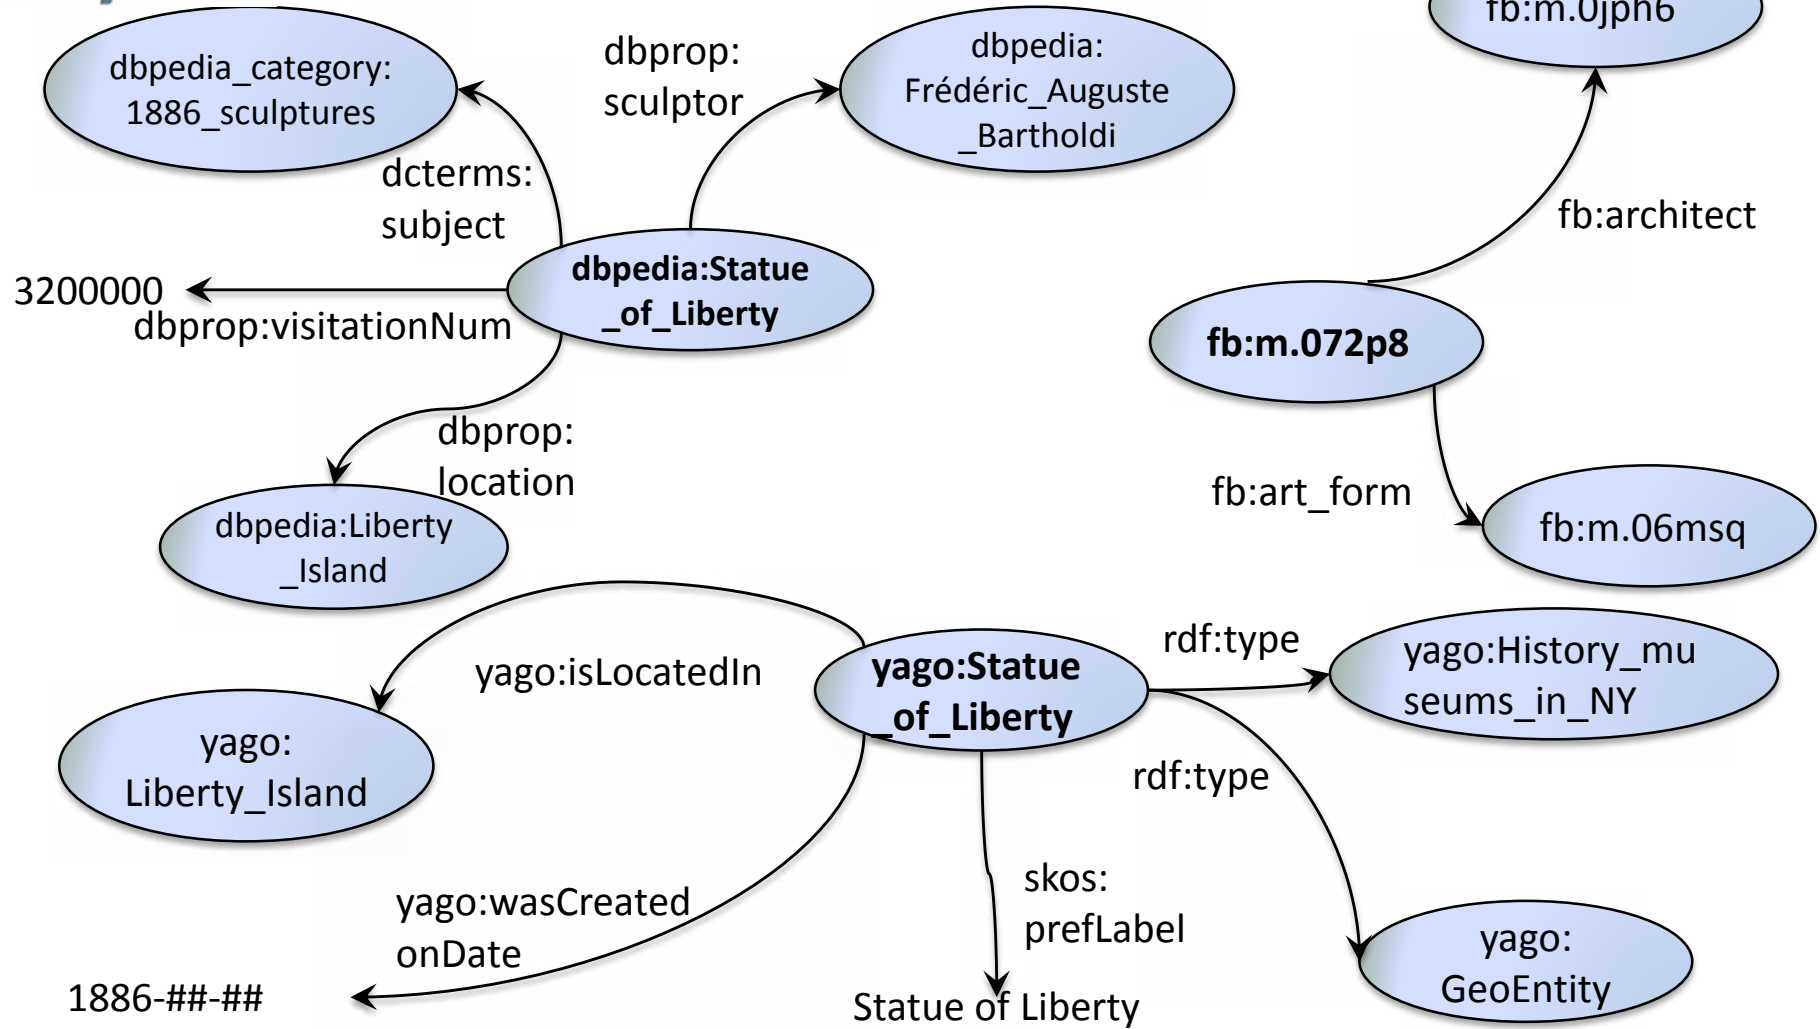 fb:m.0jph6
dbpedia_category:
1886_sculptures
dbprop:
sculptor
dbpedia:
Frédéric_Auguste
_Bartholdi
dcterms:
subject
fb:architect
3200000
dbprop:visitationNum
dbpedia:Statue
_of_Liberty
fb:m.072p8
dbprop:
location
fb:art_form
fb:m.06msq
dbpedia:Liberty
_Island
yago:isLocatedIn
yago:Statue
_of_Liberty
rdf:type
yago:History_mu
seums_in_NY
yago:
Liberty_Island
rdf:type
yago:wasCreated
onDate
skos:
prefLabel
yago:
GeoEntity
1886-##-##
Statue of Liberty